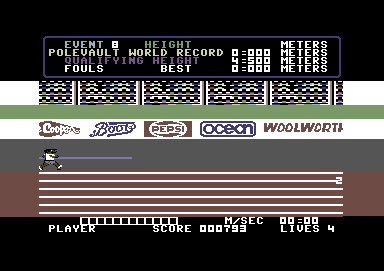 EVENT 8 HEIGHT METERS
POLEVAULT WORLD RECORD 0:000 METERS
QUALIFYING HEIGHT 4:500 METERS
FOULS BEST 0:000 METERS
Cooper Boots PEPSI ocean WOOLWORTH
2
M/SEC 00:00
PLAYER SCORE 000793 LIVES 4